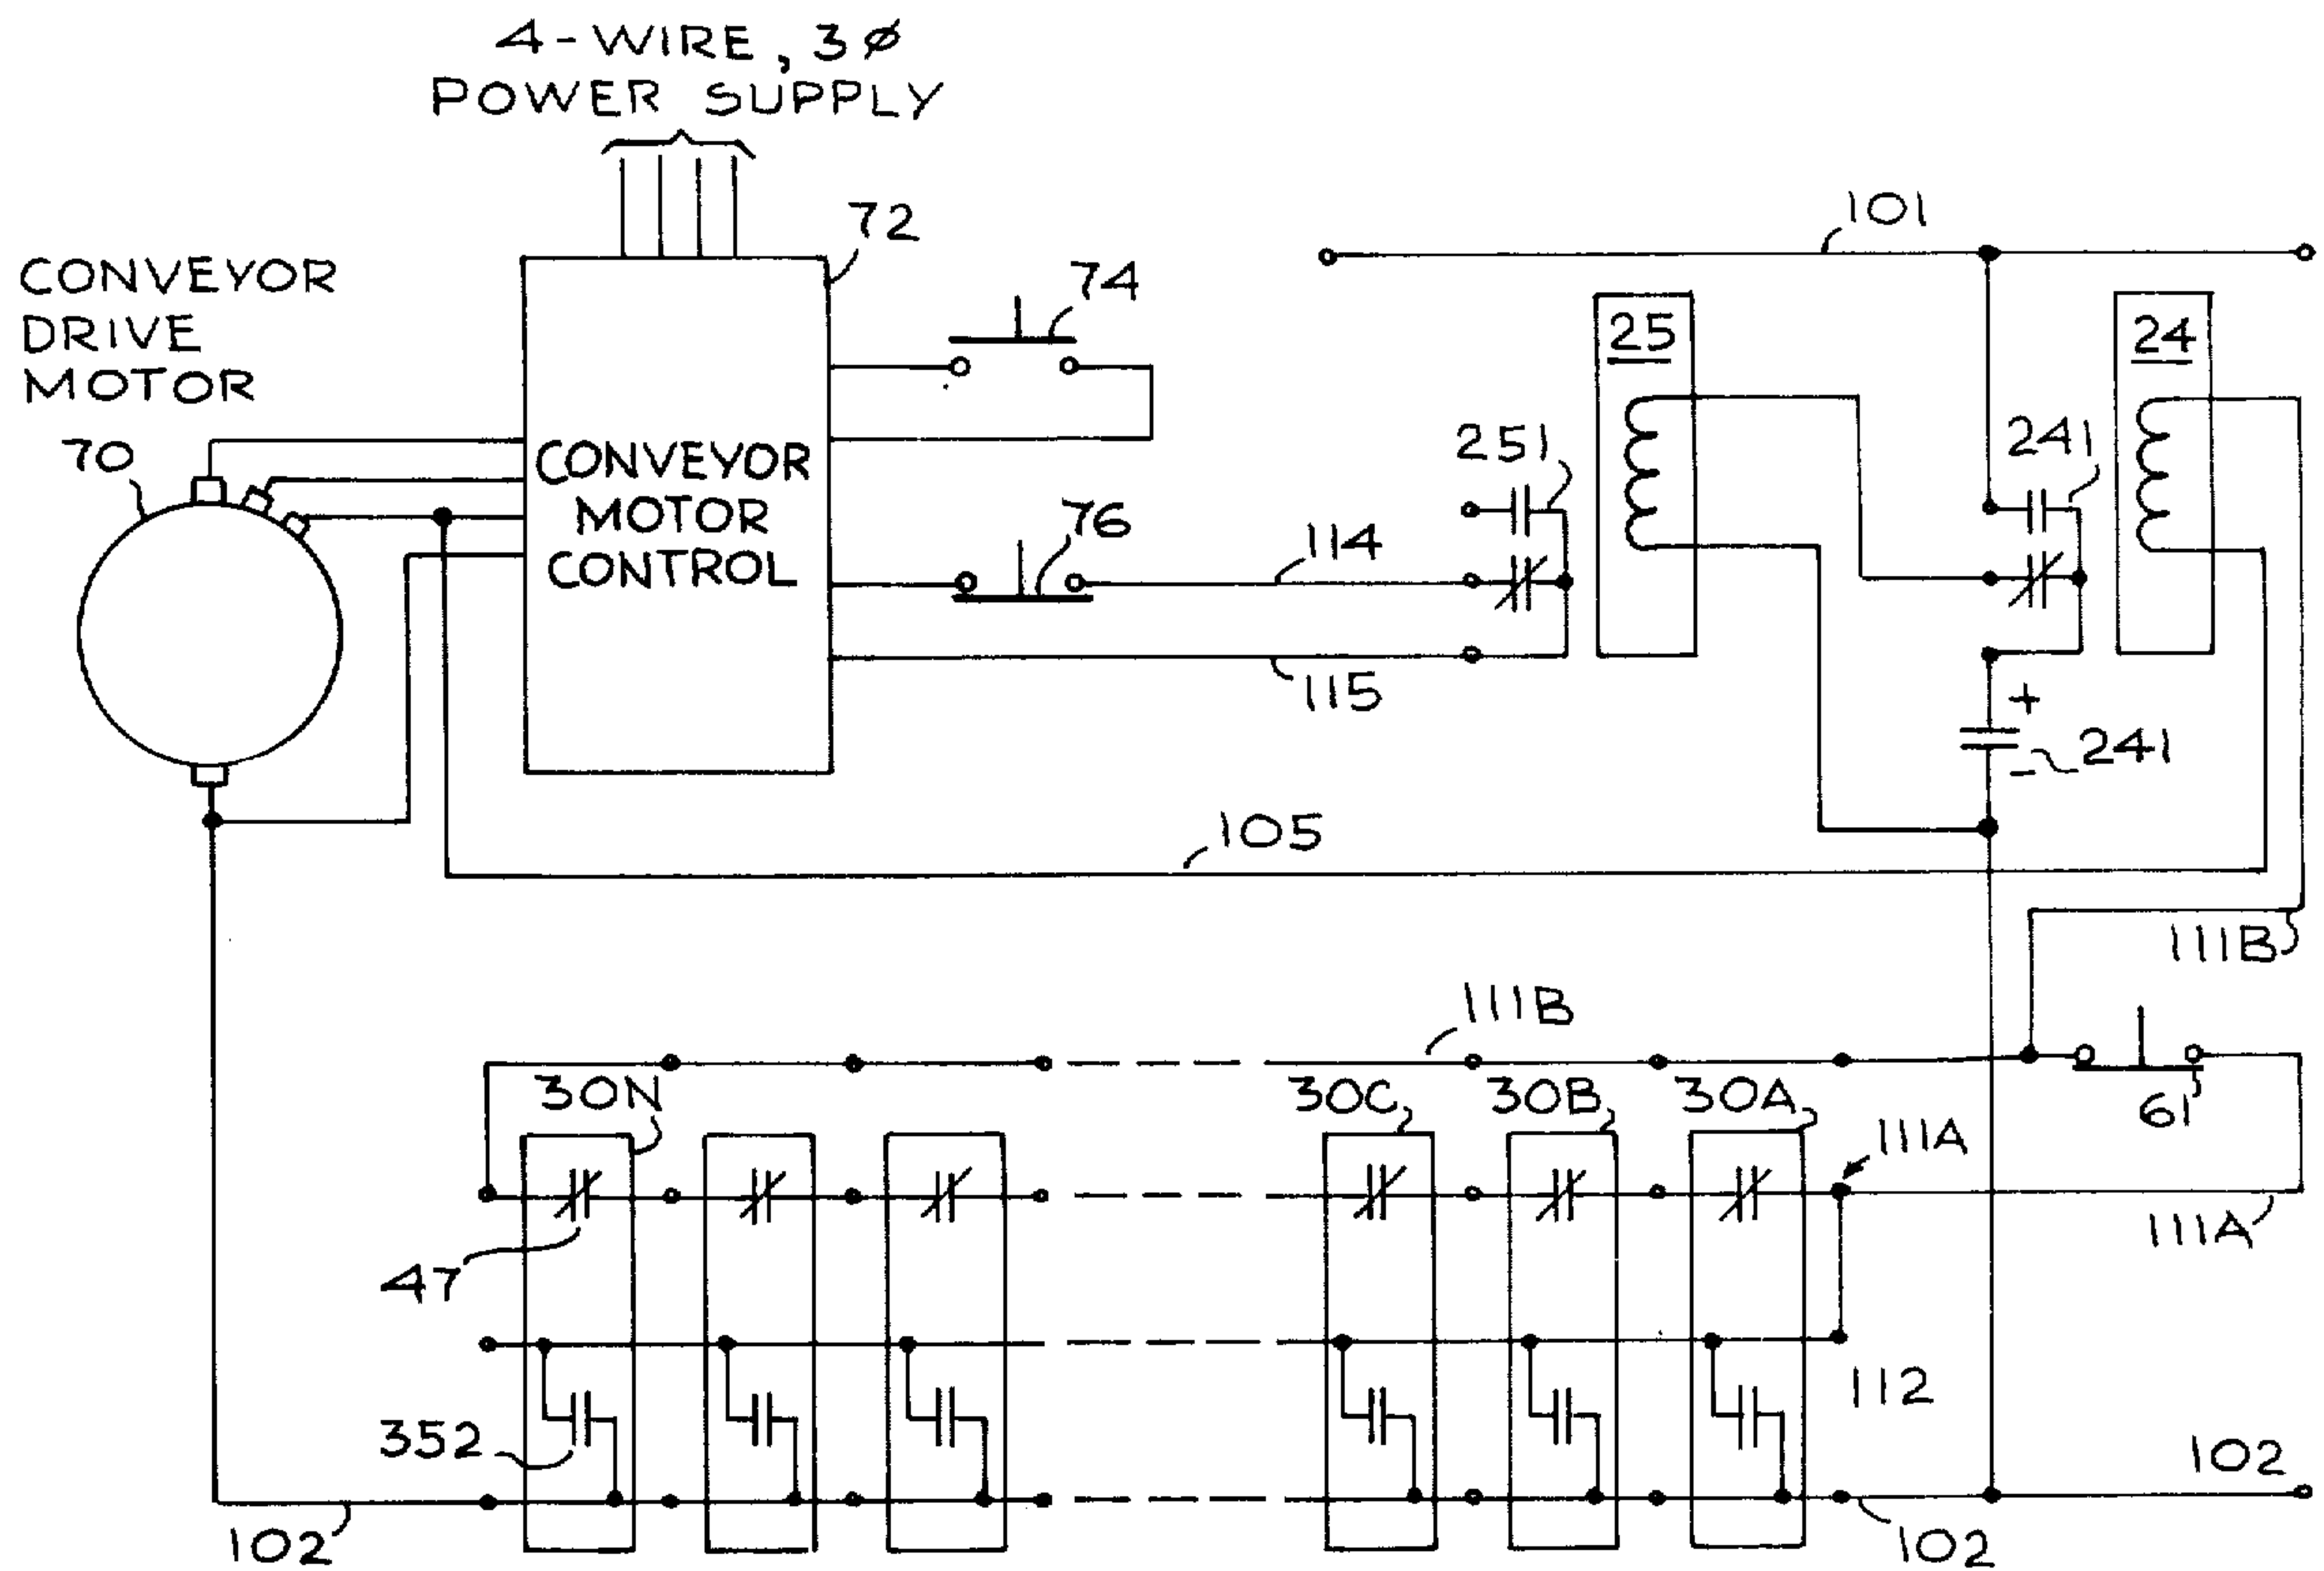 4-WIRE, 3Ø
POWER SUPPLY
72
101
CONVEYOR
DRIVE
MOTOR
74
25
24
70
CONVEYOR
MOTOR
CONTROL
251
241
76
114
115
+
- 241
105
111B
111B
30N
30C
30B
30A
61
111A
111A
47
112
352
102
102
102